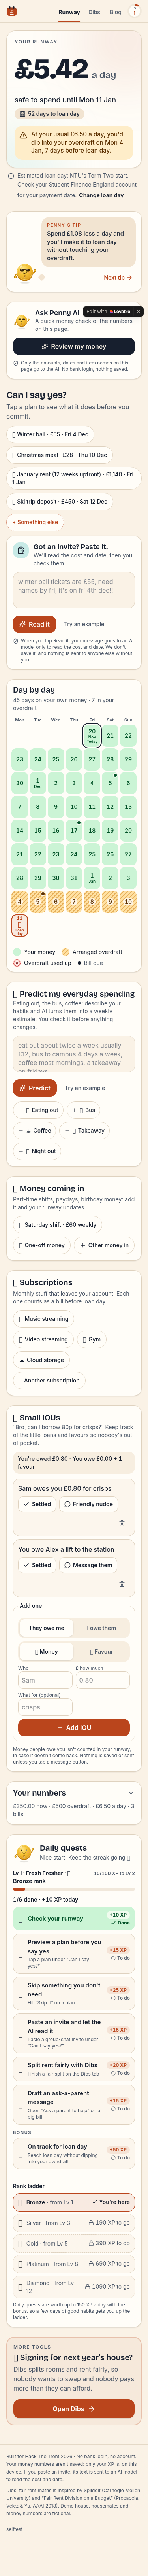 Runway
Dibs
Blog
Lv
1
YOUR RUNWAY
£5.42 a day
safe to spend until Mon 11 Jan
52 days to loan day
At your usual £6.50 a day, you'd
dip into your overdraft on Mon 4
Jan, 7 days before loan day.
Estimated loan day: NTU's Term Two start.
Check your Student Finance England account
for your payment date. Change loan day
PENNY'S TIP
Spend £1.08 less a day and
you'll make it to loan day
without touching your
overdraft.
Next tip →
Edit with Lovable ×
Ask Penny AI
A quick money check of the numbers
on this page.
Review my money
Only the amounts, dates and item names on this
page go to the AI. No bank login, nothing saved.
Can I say yes?
Tap a plan to see what it does before you
commit.
Winter ball · £55 · Fri 4 Dec
Christmas meal · £28 · Thu 10 Dec
January rent (12 weeks upfront) · £1,140 · Fri
1 Jan
Ski trip deposit · £450 · Sat 12 Dec
+ Something else
Got an invite? Paste it.
We'll read the cost and date, then you
check them.
winter ball tickets are £55, need
names by fri, it's on fri 4th dec!!
Read it
Try an example
When you tap Read it, your message goes to an AI
model only to read the cost and date. We don't
save it, and nothing is sent to anyone without
you.
Day by day
45 days on your own money · 7 in your
overdraft
Mon Tue Wed Thu Fri Sat Sun
20 21 22
Nov
Today
23 24 25 26 27 28 29
30 1 2 3 4 5 6
Dec
7 8 9 10 11 12 13
14 15 16 17 18 19 20
21 22 23 24 25 26 27
28 29 30 31 1 2 3
Jan
4 5 6 7 8 9 10
11
Loan
day
Your money
Arranged overdraft
Overdraft used up
Bill due
Predict my everyday spending
Eating out, the bus, coffee: describe your
habits and AI turns them into a weekly
estimate. You check it before anything
changes.
eat out about twice a week usually
£12, bus to campus 4 days a week,
coffee most mornings, a takeaway
on fridays
Predict
Try an example
+ Eating out
+ Bus
+ Coffee
+ Takeaway
+ Night out
Money coming in
Part-time shifts, paydays, birthday money: add
it and your runway updates.
Saturday shift · £60 weekly
One-off money
+ Other money in
Subscriptions
Monthly stuff that leaves your account. Each
one counts as a bill before loan day.
Music streaming
Video streaming
Gym
Cloud storage
+ Another subscription
Small IOUs
"Bro, can I borrow 80p for crisps?" Keep track
of the little loans and favours so nobody's out
of pocket.
You're owed £0.80 · You owe £0.00 + 1
favour
Sam owes you £0.80 for crisps
Settled
Friendly nudge
You owe Alex a lift to the station
Settled
Message them
Add one
They owe me
I owe them
Money
Favour
Who
£ how much
Sam
0.80
What for (optional)
crisps
+ Add IOU
Money people owe you isn't counted in your runway,
in case it doesn't come back. Nothing is saved or sent
unless you tap a message button.
Your numbers
£350.00 now · £500 overdraft · £6.50 a day · 3
bills
Daily quests
Nice start. Keep the streak going
Lv 1 · Fresh Fresher ·
Bronze rank
10/100 XP to Lv 2
1/6 done · +10 XP today
Check your runway
+10 XP
Done
Preview a plan before you
say yes
Tap a plan under "Can I say
yes?"
+15 XP
To do
Skip something you don't
need
Hit "Skip it" on a plan
+25 XP
To do
Paste an invite and let the
AI read it
Paste a group-chat invite under
"Can I say yes?"
+15 XP
To do
Split rent fairly with Dibs
Finish a fair split on the Dibs tab
+20 XP
To do
Draft an ask-a-parent
message
Open "Ask a parent to help" on a
big bill
+15 XP
To do
BONUS
On track for loan day
Reach loan day without dipping
into your overdraft
+50 XP
To do
Rank ladder
Bronze · from Lv 1
You're here
Silver · from Lv 3
190 XP to go
Gold · from Lv 5
390 XP to go
Platinum · from Lv 8
690 XP to go
Diamond · from Lv
12
1090 XP to go
Daily quests are worth up to 150 XP a day with the
bonus, so a few days of good habits gets you up the
ladder.
MORE TOOLS
Signing for next year's house?
Dibs splits rooms and rent fairly, so
nobody wants to swap and nobody pays
more than they can afford.
Open Dibs →
Built for Hack The Trent 2026 · No bank login, no account.
Your money numbers aren't saved; only your XP is, on this
device. If you paste an invite, its text is sent to an AI model
to read the cost and date.
Dibs' fair rent maths is inspired by Spliddit (Carnegie Mellon
University) and "Fair Rent Division on a Budget" (Procaccia,
Velez & Yu, AAAI 2018). Demo house, housemates and
money numbers are fictional.
selftest